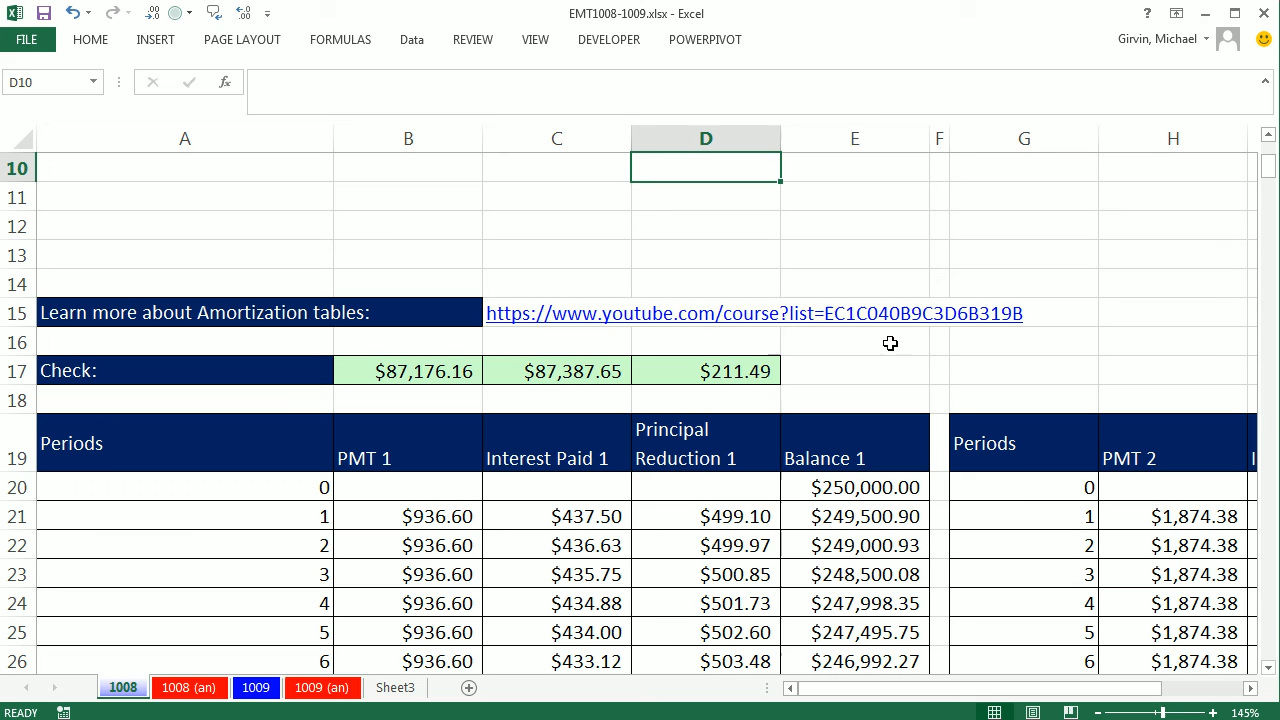 EMT1008-1009.xlsx - Excel
FILE HOME INSERT PAGE LAYOUT FORMULAS Data REVIEW VIEW DEVELOPER POWERPIVOT Girvin, Michael
D10 fx
A B C D E F G H
10
11
12
13
14
15 Learn more about Amortization tables: https://www.youtube.com/course?list=EC1C040B9C3D6B319B
16
17 Check: $87,176.16 $87,387.65 $211.49
18
19 Periods PMT 1 Interest Paid 1 Principal Reduction 1 Balance 1 Periods PMT 2 I
20 0 $250,000.00 0
21 1 $936.60 $437.50 $499.10 $249,500.90 1 $1,874.38
22 2 $936.60 $436.63 $499.97 $249,000.93 2 $1,874.38
23 3 $936.60 $435.75 $500.85 $248,500.08 3 $1,874.38
24 4 $936.60 $434.88 $501.73 $247,998.35 4 $1,874.38
25 5 $936.60 $434.00 $502.60 $247,495.75 5 $1,874.38
26 6 $936.60 $433.12 $503.48 $246,992.27 6 $1,874.38
1008 1008 (an) 1009 1009 (an) Sheet3
READY 145%